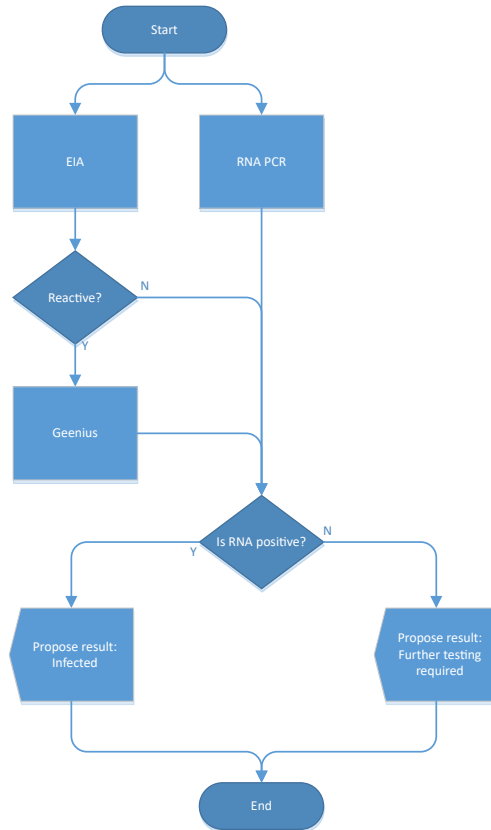 Start
EIA
RNA PCR
Reactive?
N
Y
Geenius
Is RNA positive?
Y
N
Propose result:
Infected
Propose result:
Further testing
required
End